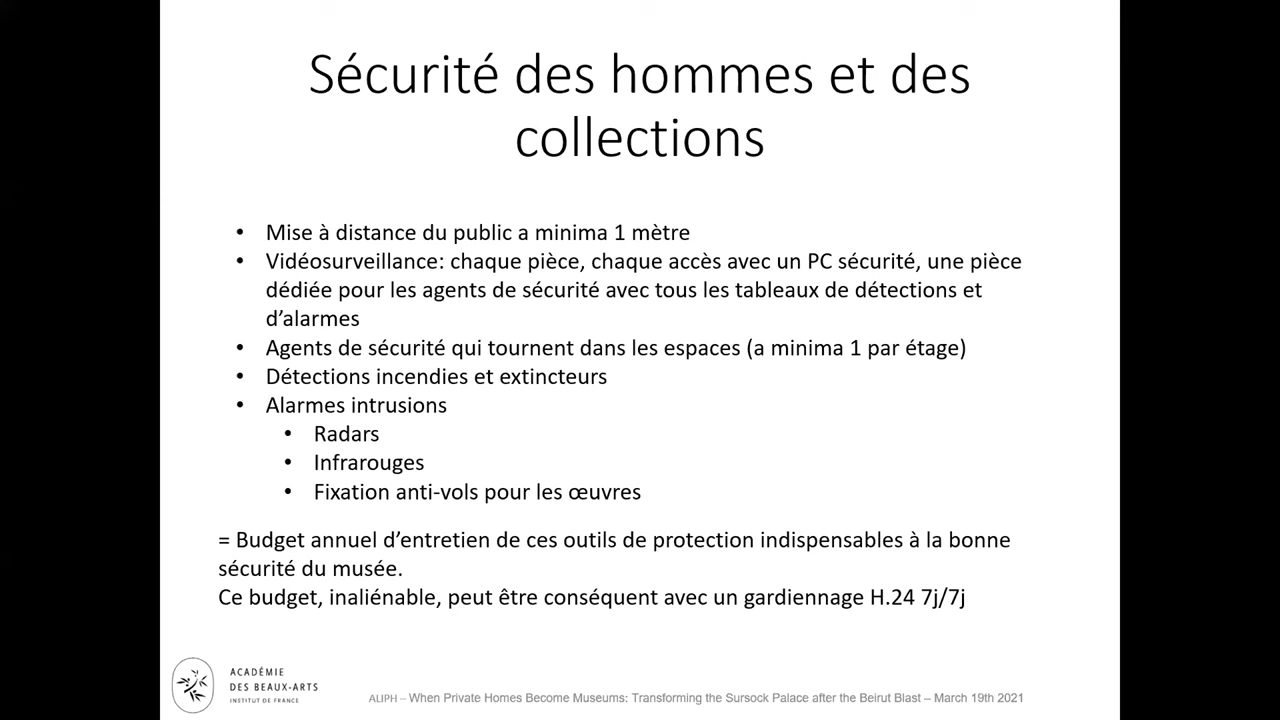 Sécurité des hommes et des
collections
• Mise à distance du public a minima 1 mètre
• Vidéosurveillance: chaque pièce, chaque accès avec un PC sécurité, une pièce
dédiée pour les agents de sécurité avec tous les tableaux de détections et
d’alarmes
• Agents de sécurité qui tournent dans les espaces (a minima 1 par étage)
• Détections incendies et extincteurs
• Alarmes intrusions
• Radars
• Infrarouges
• Fixation anti-vols pour les œuvres
= Budget annuel d’entretien de ces outils de protection indispensables à la bonne
sécurité du musée.
Ce budget, inaliénable, peut être conséquent avec un gardiennage H.24 7j/7j
ACADÉMIE
DES BEAUX-ARTS
INSTITUT DE FRANCE
ALIPH – When Private Homes Become Museums: Transforming the Sursock Palace after the Beirut Blast – March 19th 2021